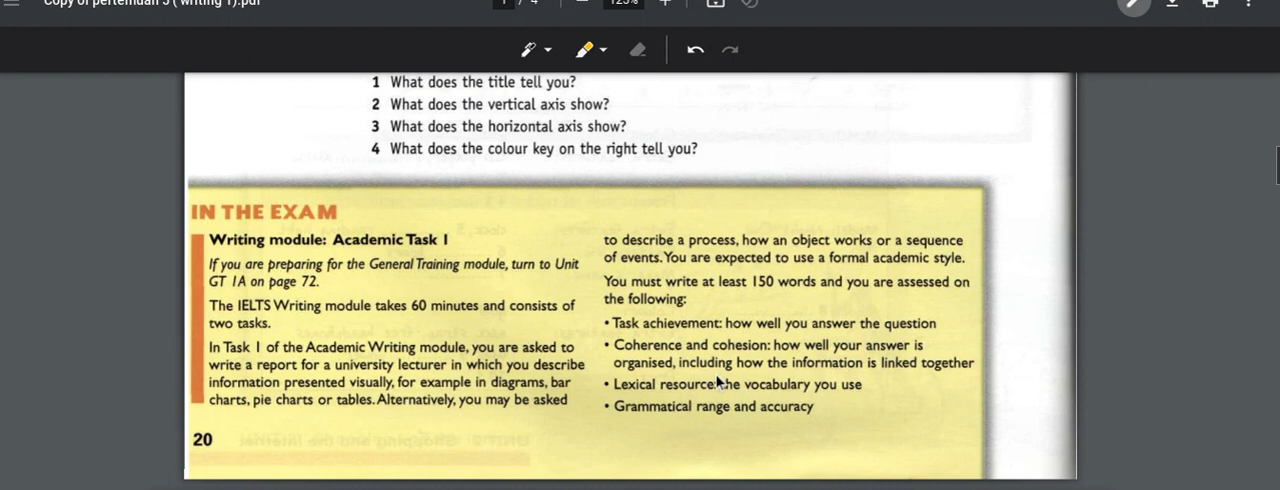 Copy of pertemuan 3 ( writing 1).pdf
1 / 4
125%
1 What does the title tell you?
2 What does the vertical axis show?
3 What does the horizontal axis show?
4 What does the colour key on the right tell you?
IN THE EXAM
Writing module: Academic Task 1
If you are preparing for the General Training module, turn to Unit
GT 1A on page 72.
The IELTS Writing module takes 60 minutes and consists of
two tasks.
In Task 1 of the Academic Writing module, you are asked to
write a report for a university lecturer in which you describe
information presented visually, for example in diagrams, bar
charts, pie charts or tables. Alternatively, you may be asked
to describe a process, how an object works or a sequence
of events. You are expected to use a formal academic style.
You must write at least 150 words and you are assessed on
the following:
• Task achievement: how well you answer the question
• Coherence and cohesion: how well your answer is
organised, including how the information is linked together
• Lexical resource: the vocabulary you use
• Grammatical range and accuracy
20